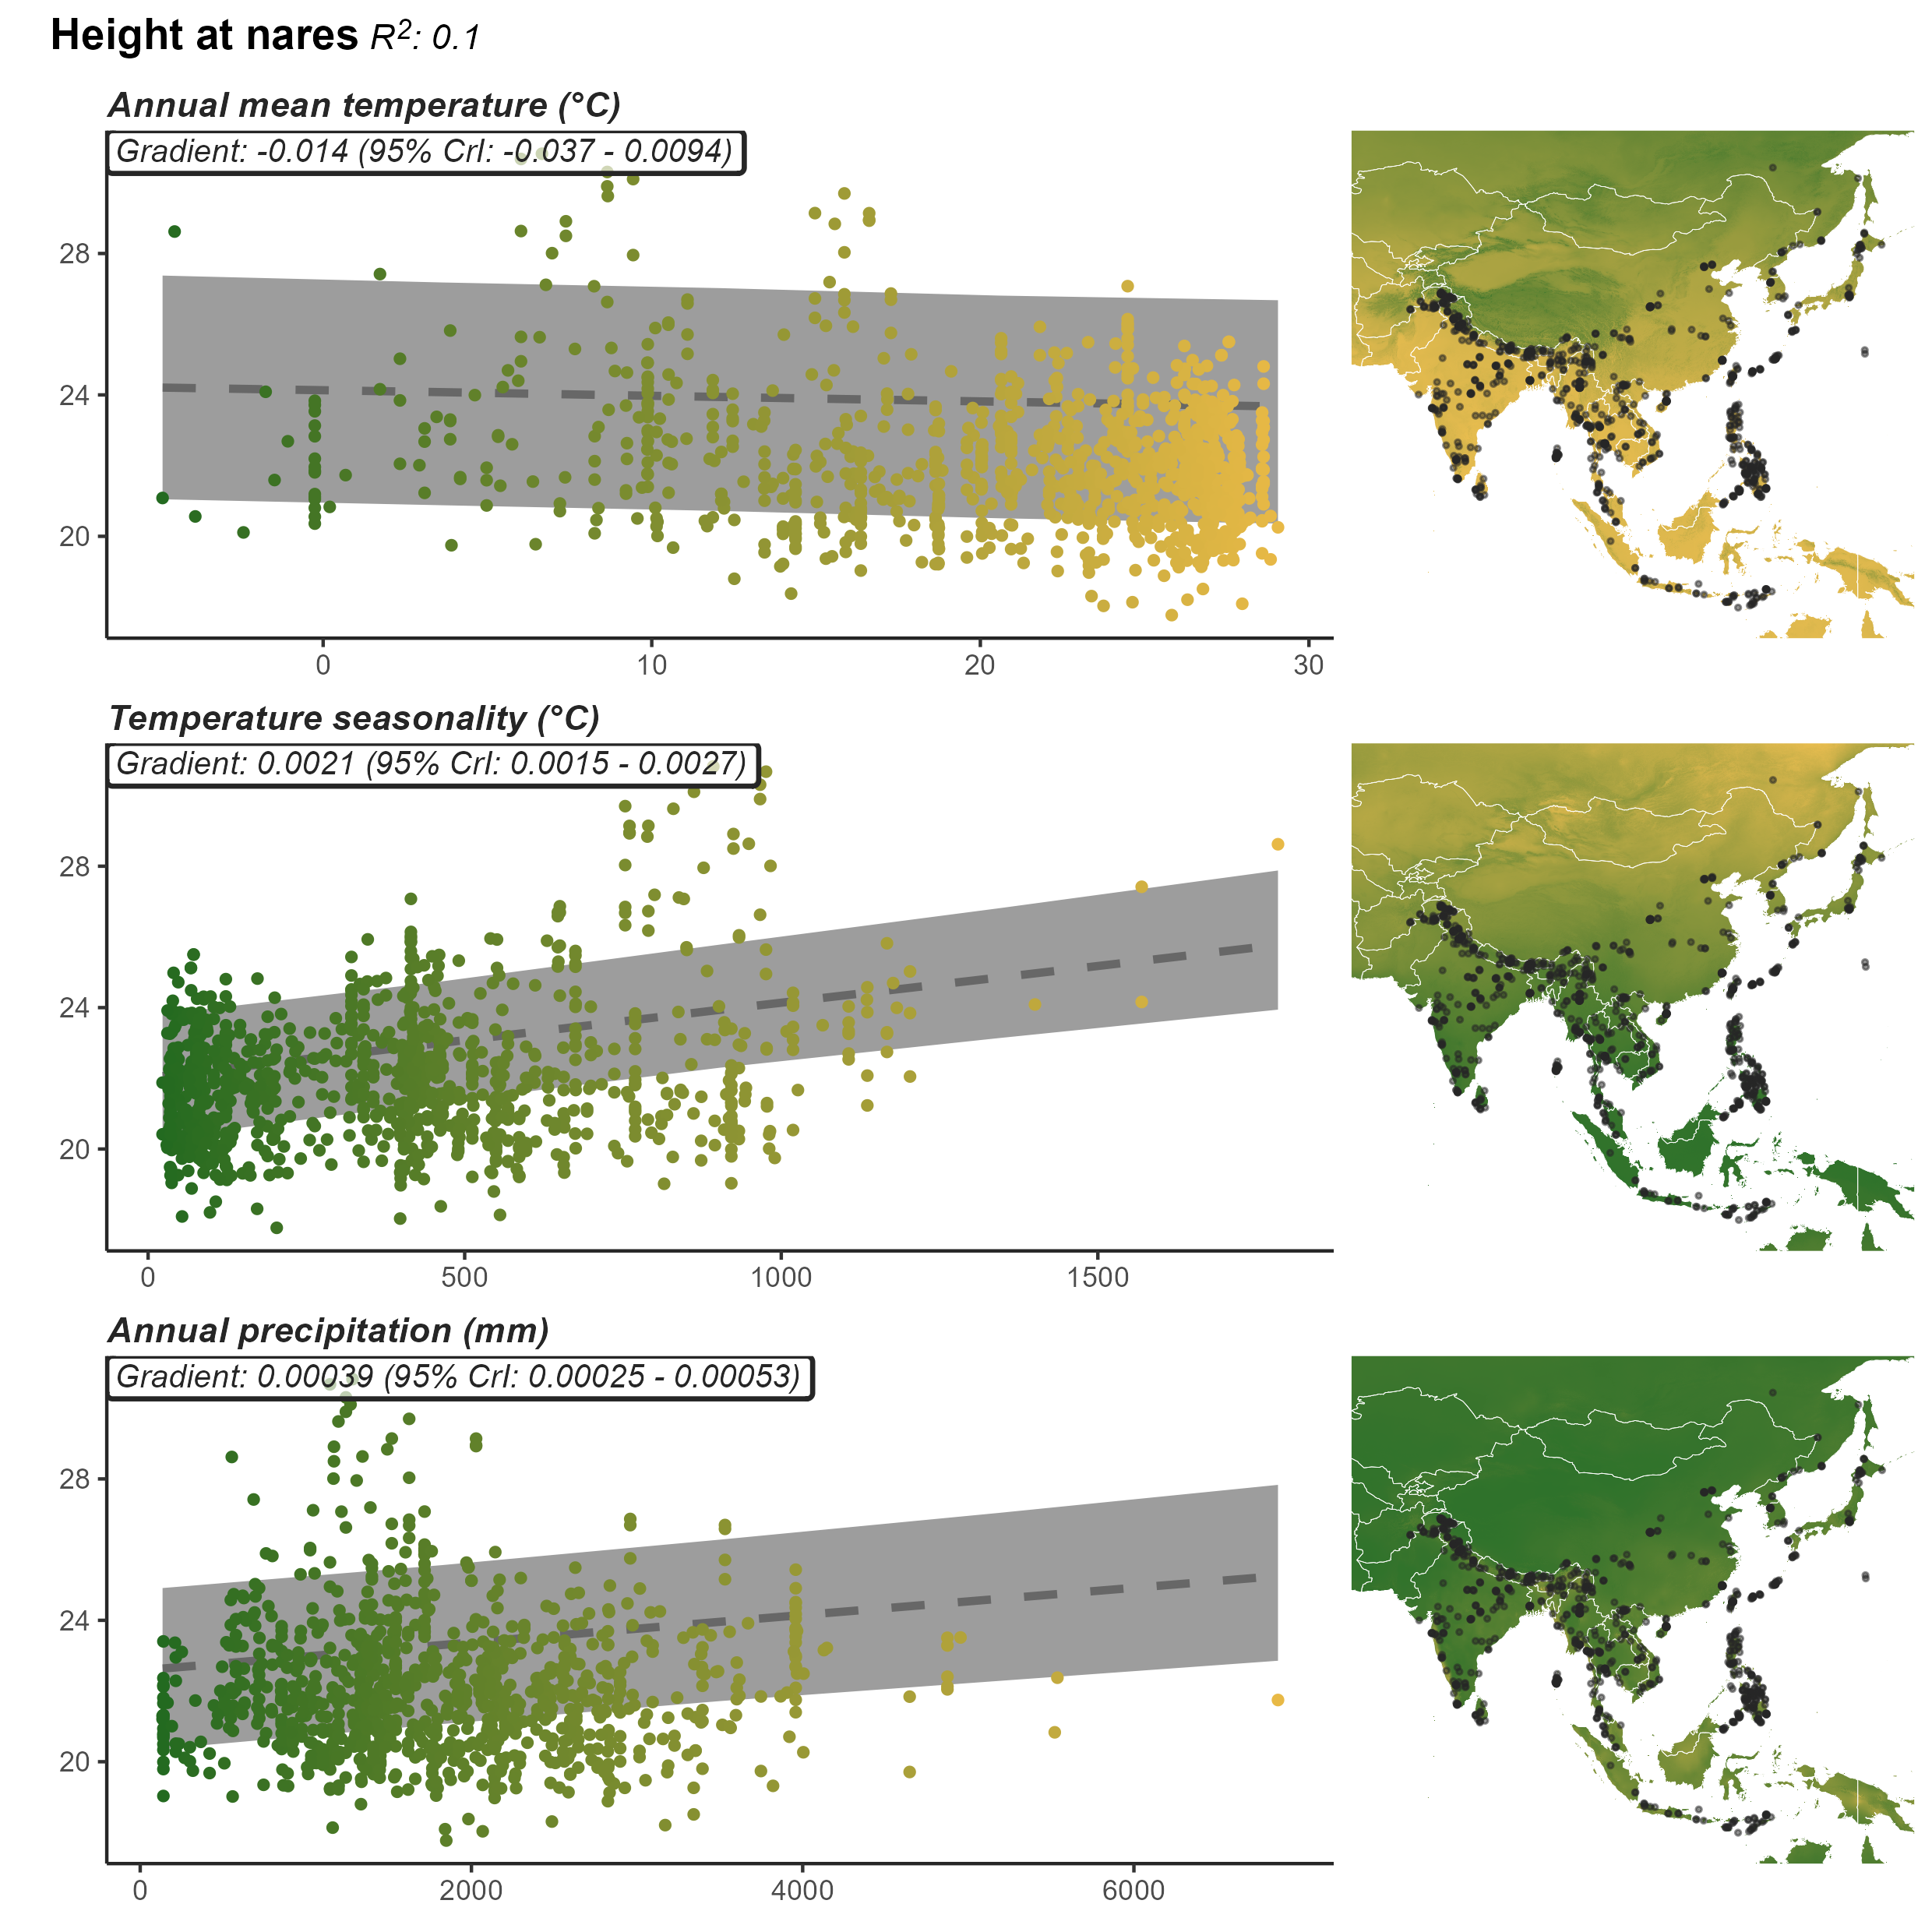 Height at nares R²: 0.1
Annual mean temperature (°C)
Gradient: -0.014 (95% CrI: -0.037 - 0.0094)
28
24
20
0 10 20 30
Temperature seasonality (°C)
Gradient: 0.0021 (95% CrI: 0.0015 - 0.0027)
28
24
20
0 500 1000 1500
Annual precipitation (mm)
Gradient: 0.00039 (95% CrI: 0.00025 - 0.00053)
28
24
20
0 2000 4000 6000